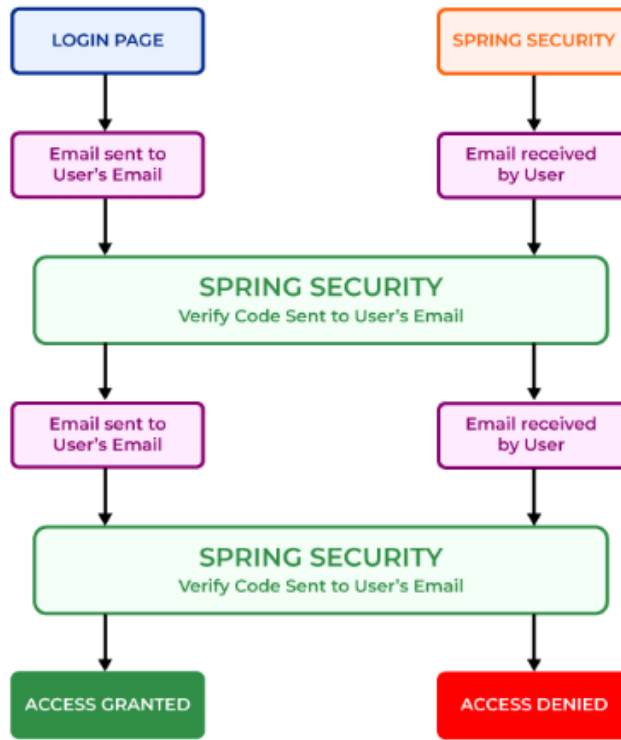 LOGIN PAGE
SPRING SECURITY
Email sent to
User's Email
Email received
by User
SPRING SECURITY
Verify Code Sent to User's Email
Email sent to
User's Email
Email received
by User
SPRING SECURITY
Verify Code Sent to User's Email
ACCESS GRANTED
ACCESS DENIED